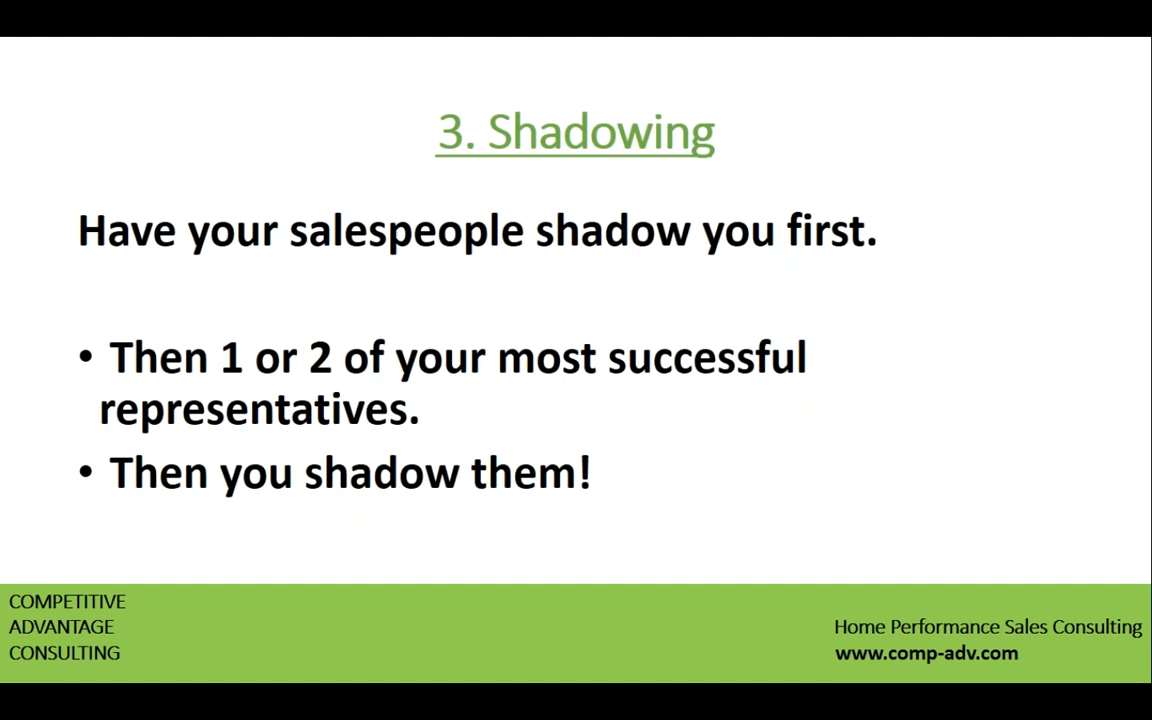 3. Shadowing
Have your salespeople shadow you first.
• Then 1 or 2 of your most successful
representatives.
• Then you shadow them!
COMPETITIVE
ADVANTAGE
CONSULTING
Home Performance Sales Consulting
www.comp-adv.com